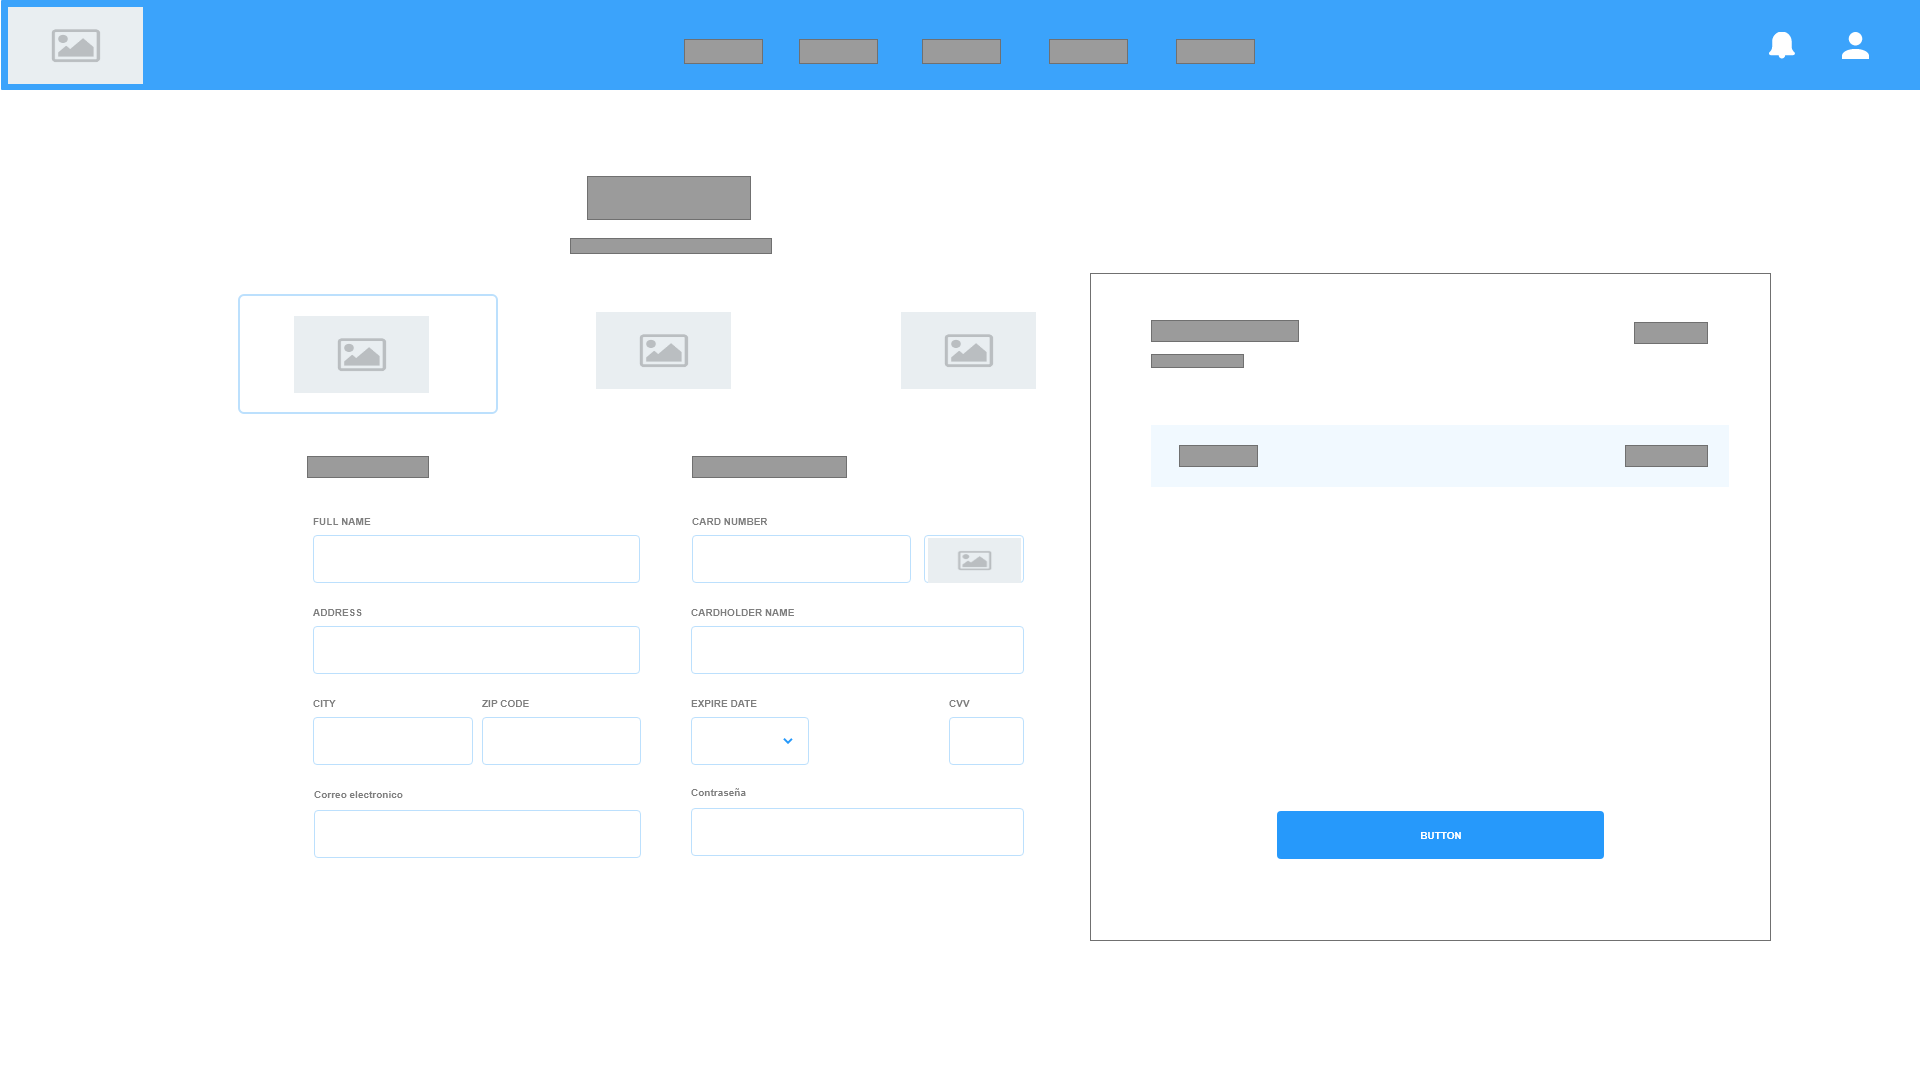 FULL NAME
CARD NUMBER
ADDRESS
CARDHOLDER NAME
CITY
ZIP CODE
EXPIRE DATE
CVV
Correo electronico
Contraseña
BUTTON